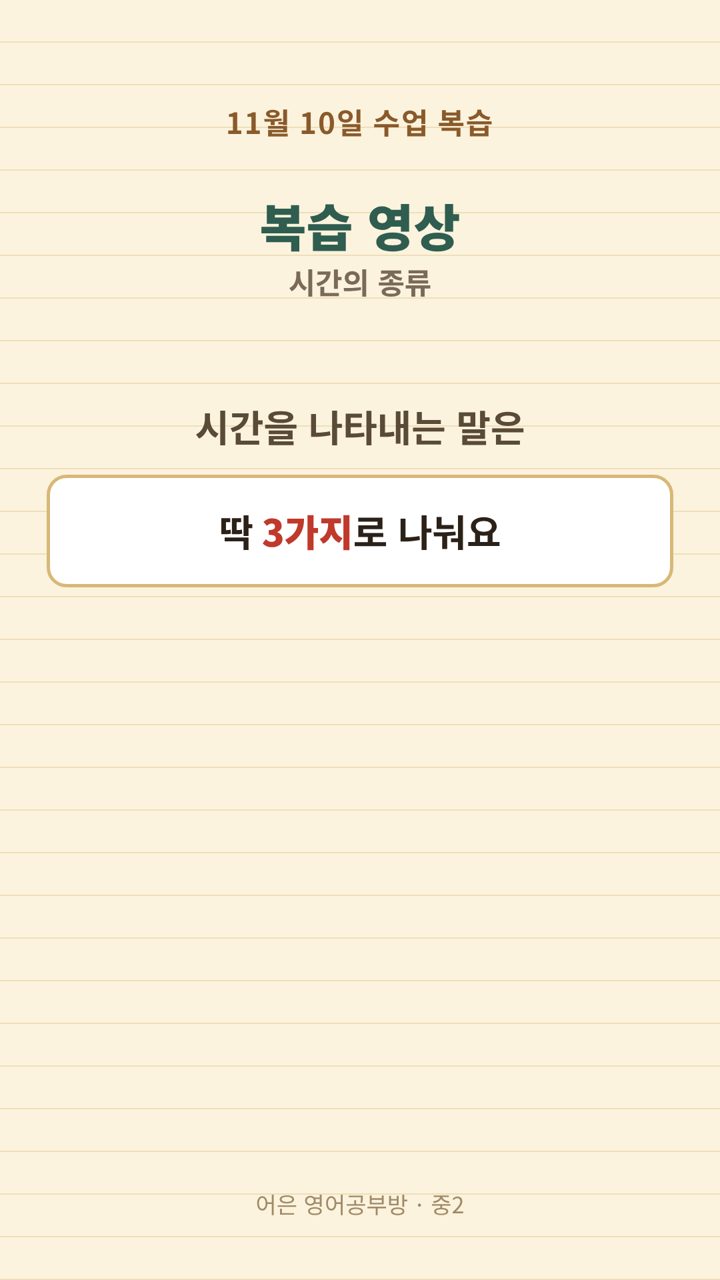 11월 10일 수업 복습
복습 영상
시간의 종류
시간을 나타내는 말은
딱 3가지로 나눠요
어은 영어공부방 · 중2